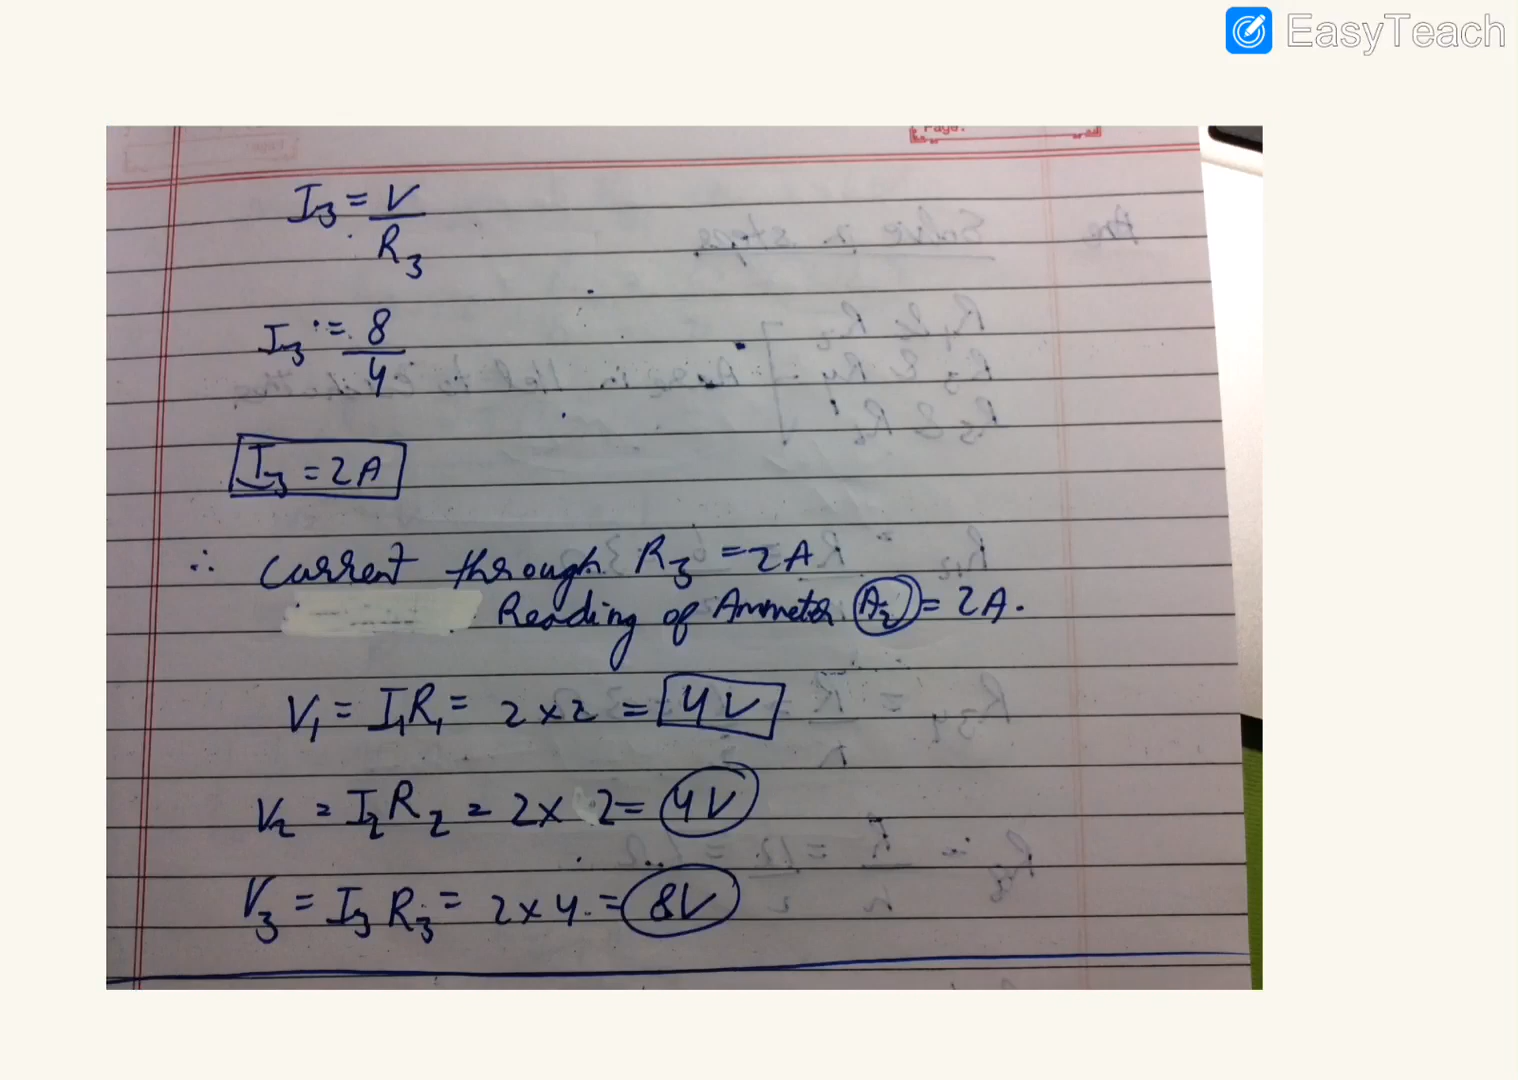 EasyTeach
Page:
I₃ = V
R₃
I₃ = 8
4
I₃ = 2A
∴ current through R₃ = 2A
Reading of Ammeter A₂ = 2A.
V₁ = I₁R₁ = 2 × 2 = 4V
V₂ = I₂R₂ = 2 × 2 = 4V
V₃ = I₃R₃ = 2 × 4 = 8V